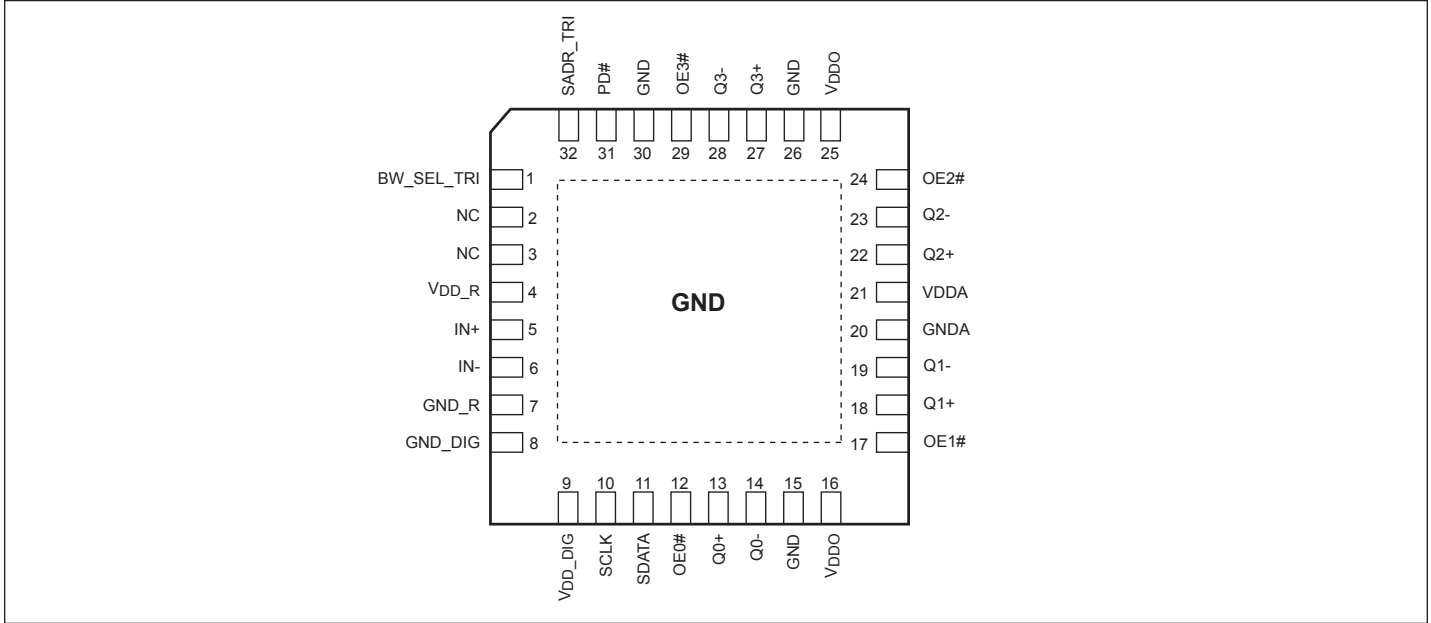 SADR_TRI
PD#
GND
OE3#
Q3-
Q3+
GND
VDDO
32 31 30 29 28 27 26 25
BW_SEL_TRI 1
NC 2
NC 3
VDD_R 4
IN+ 5
IN- 6
GND_R 7
GND_DIG 8
GND
24 OE2#
23 Q2-
22 Q2+
21 VDDA
20 GNDA
19 Q1-
18 Q1+
17 OE1#
9 10 11 12 13 14 15 16
VDD_DIG
SCLK
SDATA
OE0#
Q0+
Q0-
GND
VDDO